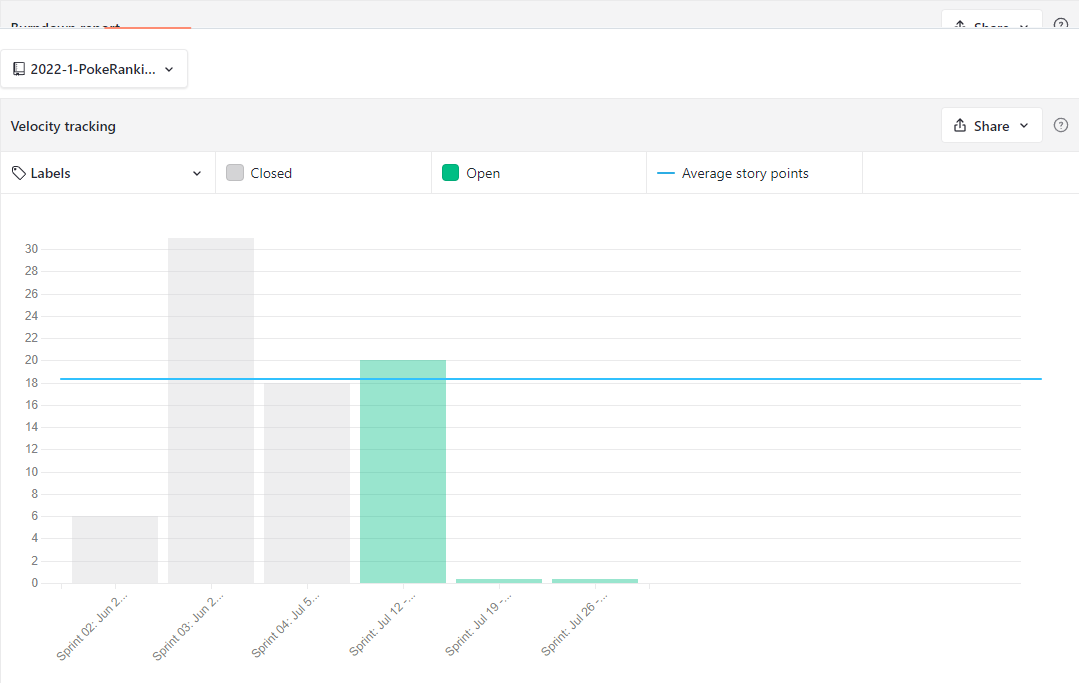 Burndown report
Share
2022-1-PokeRanki...
Velocity tracking
Share
Labels
Closed
Open
Average story points
30
28
26
24
22
20
18
16
14
12
10
8
6
4
2
0
Sprint 02: Jun 2...
Sprint 03: Jun 2...
Sprint 04: Jul 5...
Sprint: Jul 12 -...
Sprint: Jul 19 -...
Sprint: Jul 26 -...